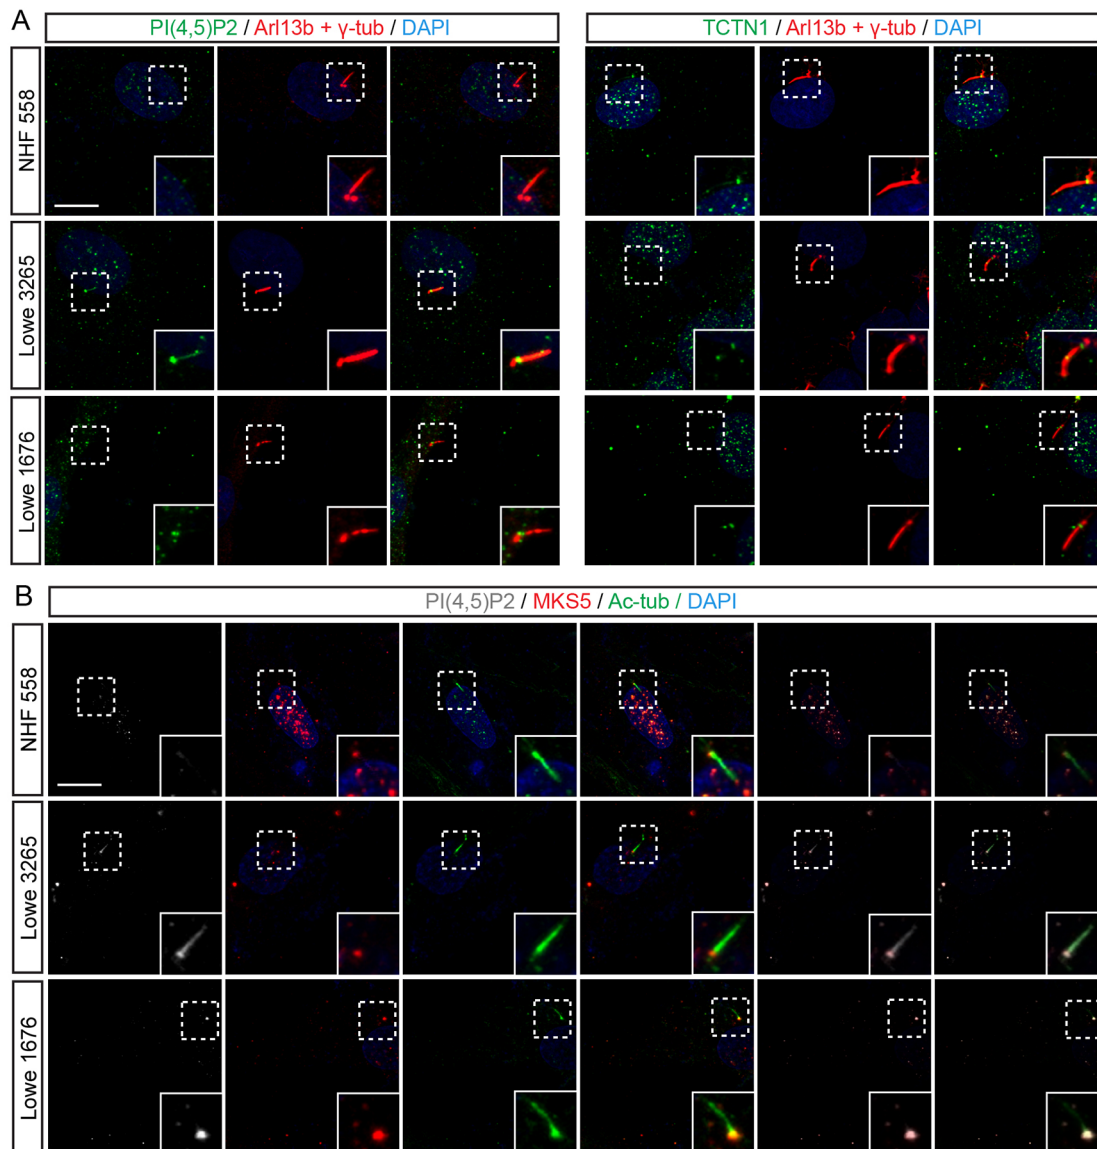 A
PI(4,5)P2 / Arl13b + γ-tub / DAPI
TCTN1 / Arl13b + γ-tub / DAPI
NHF 558
Lowe 3265
Lowe 1676
B
PI(4,5)P2 / MKS5 / Ac-tub / DAPI
NHF 558
Lowe 3265
Lowe 1676